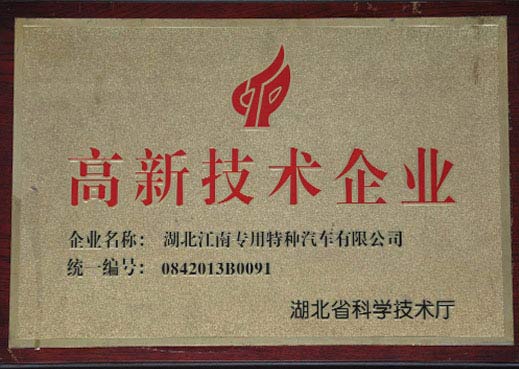 高新技术企业
企业名称： 湖北江南专用特种汽车有限公司
统一编号： 0842013B0091
湖北省科学技术厅